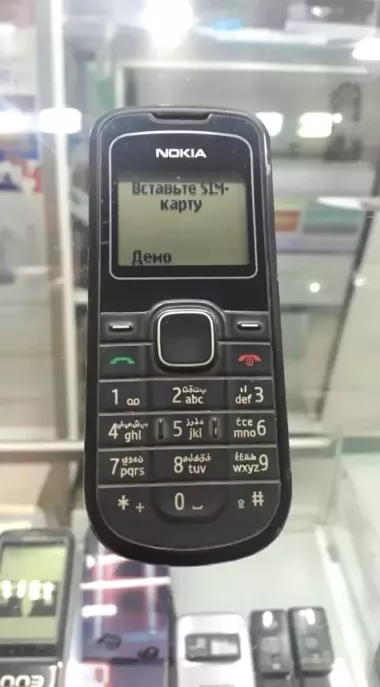 NOKIA
Вставьте SIM-
карту
Демо
1
2 abc
def 3
4 ghi
5 jkl
mno 6
7 pqrs
8 tuv
wxyz 9
* +
0
#